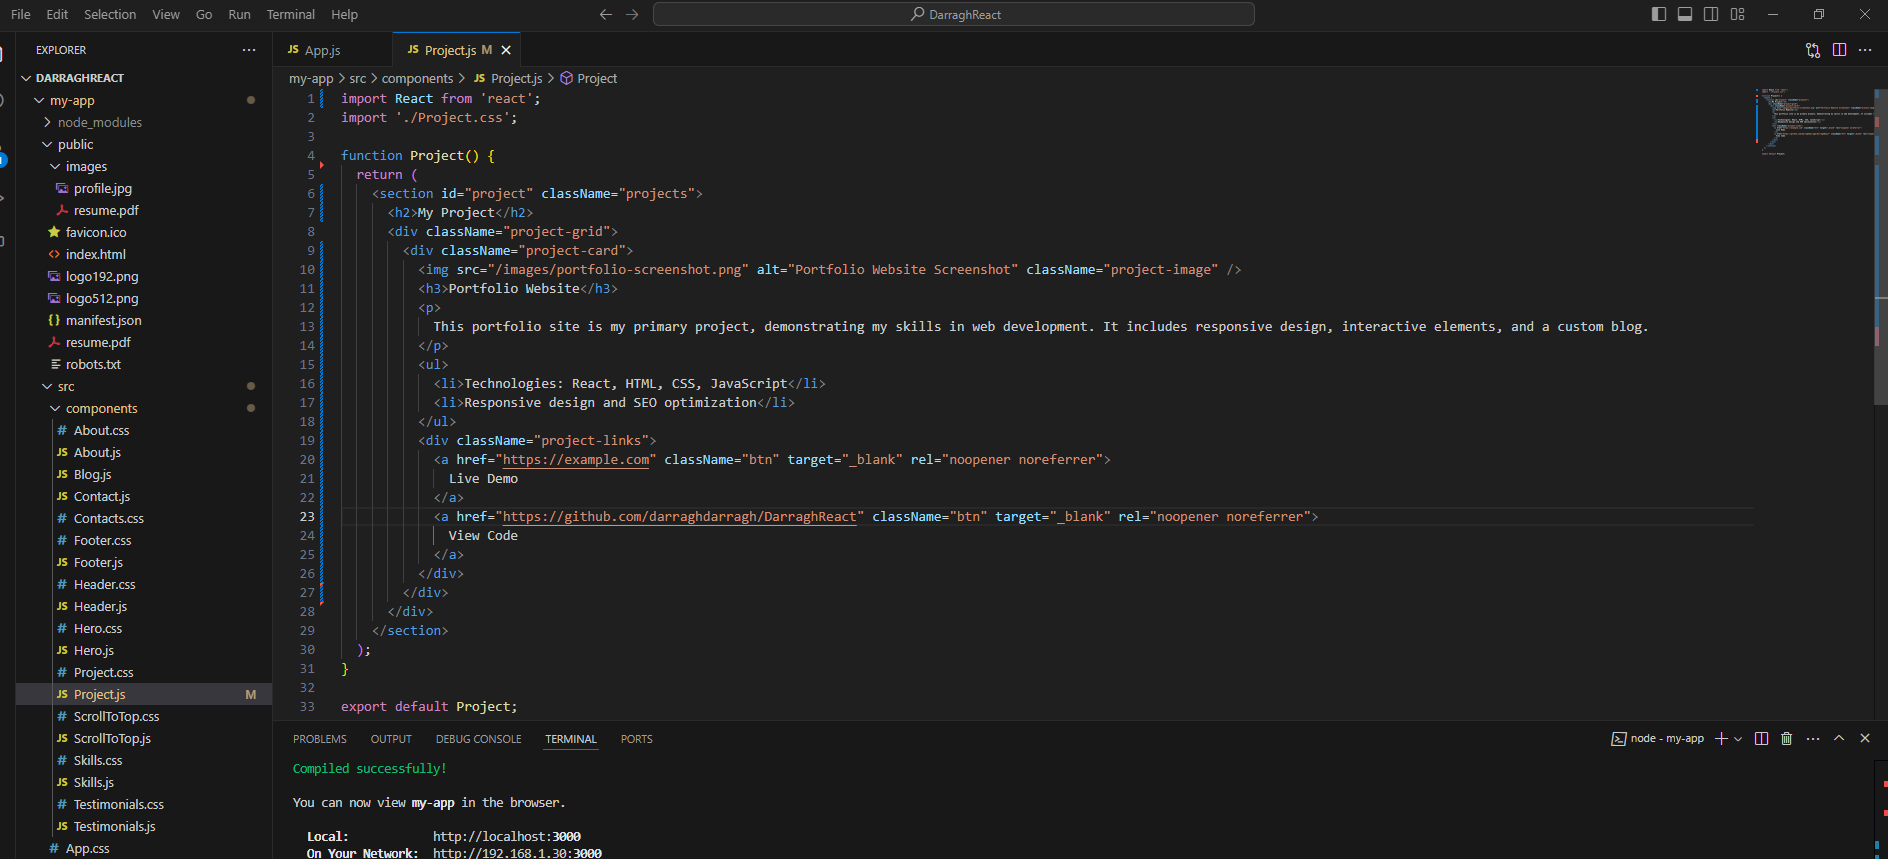 File Edit Selection View Go Run Terminal Help
DarraghReact
EXPLORER
DARRAGHREACT
my-app
node_modules
public
images
profile.jpg
resume.pdf
favicon.ico
index.html
logo192.png
logo512.png
manifest.json
resume.pdf
robots.txt
src
components
About.css
About.js
Blog.js
Contact.js
Contacts.css
Footer.css
Footer.js
Header.css
Header.js
Hero.css
Hero.js
Project.css
Project.js M
ScrollToTop.css
ScrollToTop.js
Skills.css
Skills.js
Testimonials.css
Testimonials.js
App.css
JS App.js JS Project.js M
my-app > src > components > JS Project.js > Project
1 import React from 'react';
2 import './Project.css';
3
4 function Project() {
5 return (
6 <section id="project" className="projects">
7 <h2>My Project</h2>
8 <div className="project-grid">
9 <div className="project-card">
10 <img src="/images/portfolio-screenshot.png" alt="Portfolio Website Screenshot" className="project-image" />
11 <h3>Portfolio Website</h3>
12 <p>
13 This portfolio site is my primary project, demonstrating my skills in web development. It includes responsive design, interactive elements, and a custom blog.
14 </p>
15 <ul>
16 <li>Technologies: React, HTML, CSS, JavaScript</li>
17 <li>Responsive design and SEO optimization</li>
18 </ul>
19 <div className="project-links">
20 <a href="https://example.com" className="btn" target="_blank" rel="noopener noreferrer">
21 Live Demo
22 </a>
23 <a href="https://github.com/darraghdarragh/DarraghReact" className="btn" target="_blank" rel="noopener noreferrer">
24 View Code
25 </a>
26 </div>
27 </div>
28 </div>
29 </section>
30 );
31 }
32
33 export default Project;
PROBLEMS OUTPUT DEBUG CONSOLE TERMINAL PORTS
node - my-app
Compiled successfully!
You can now view my-app in the browser.
Local: http://localhost:3000
On Your Network: http://192.168.1.30:3000